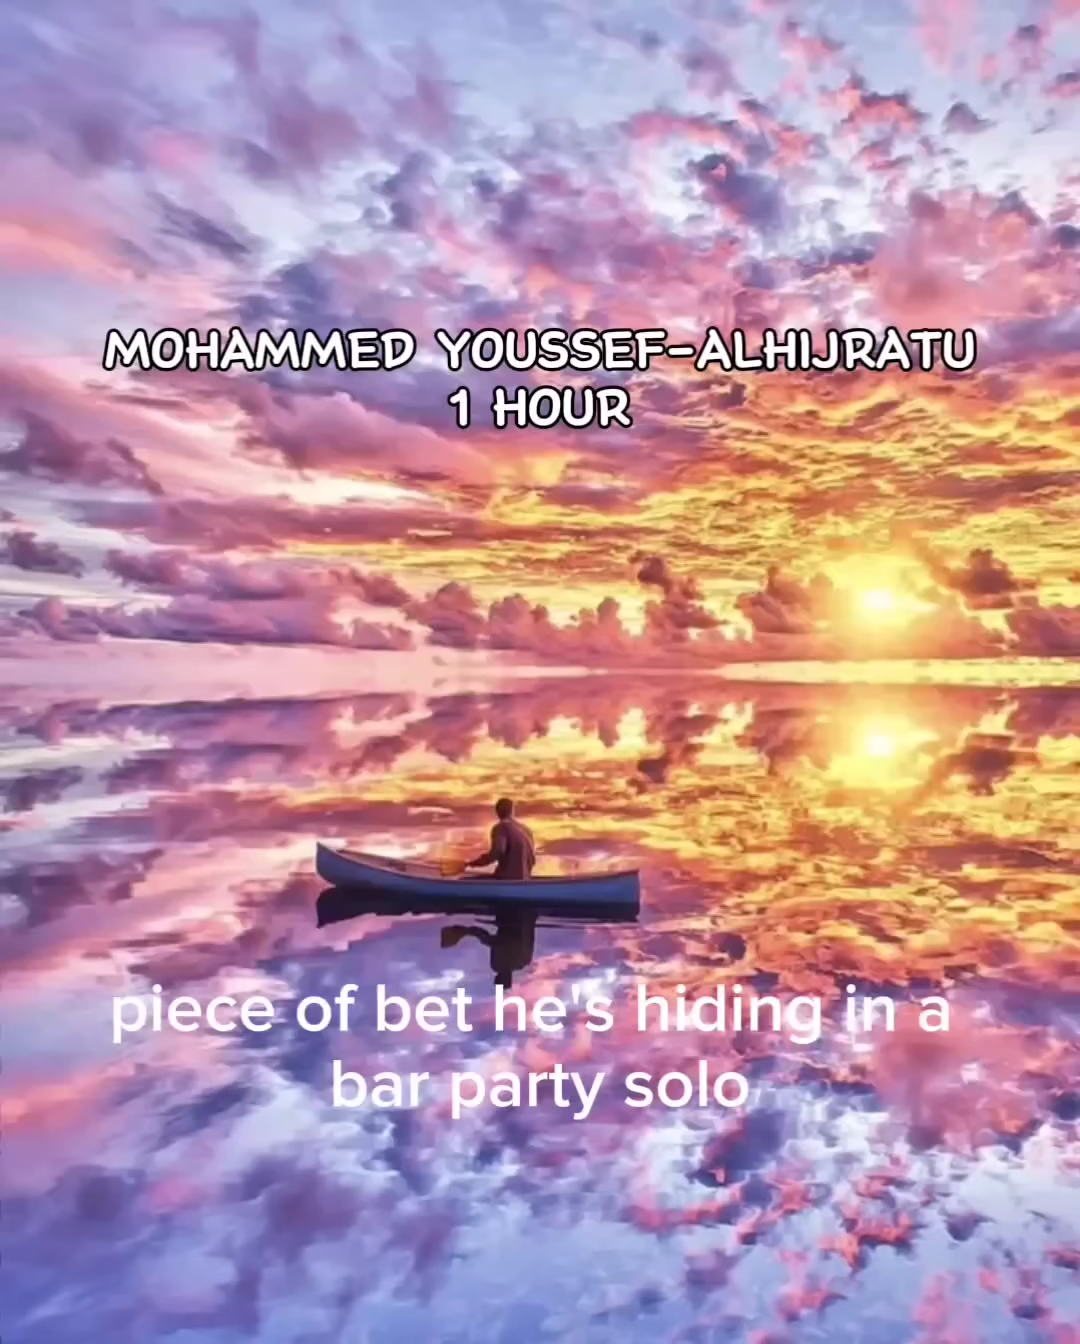 MOHAMMED YOUSSEF-ALHIJRATU
1 HOUR
piece of bet he's hiding in a
bar party solo